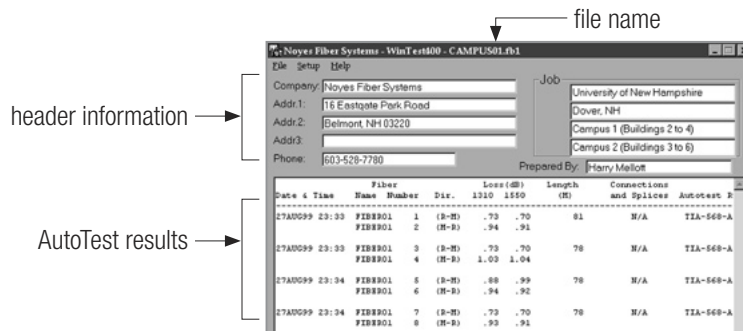 file name
Noyes Fiber Systems - WinTest400 - CAMPUS01.fb1
File Setup Help
header information
Company: Noyes Fiber Systems
Addr.1: 16 Eastgate Park Road
Addr.2: Belmont, NH 03220
Addr3:
Phone: 603-528-7780
Job
University of New Hampshire
Dover, NH
Campus 1 (Buildings 2 to 4)
Campus 2 (Buildings 3 to 6)
Prepared By: Harry Mellott
AutoTest results
Fiber Loss(dB) Length Connections
Date & Time Name Number Dir. 1310 1550 (M) and Splices Autotest R
27AUG99 23:33 FIBER01 1 (R-M) .73 .70 81 N/A TIA-568-A
FIBER01 2 (M-R) .94 .91
27AUG99 23:33 FIBER01 3 (R-M) .73 .70 78 N/A TIA-568-A
FIBER01 4 (M-R) 1.03 1.04
27AUG99 23:34 FIBER01 5 (R-M) .88 .99 78 N/A TIA-568-A
FIBER01 6 (M-R) .94 .92
27AUG99 23:34 FIBER01 7 (R-M) .73 .70 78 N/A TIA-568-A
FIBER01 8 (M-R) .93 .91